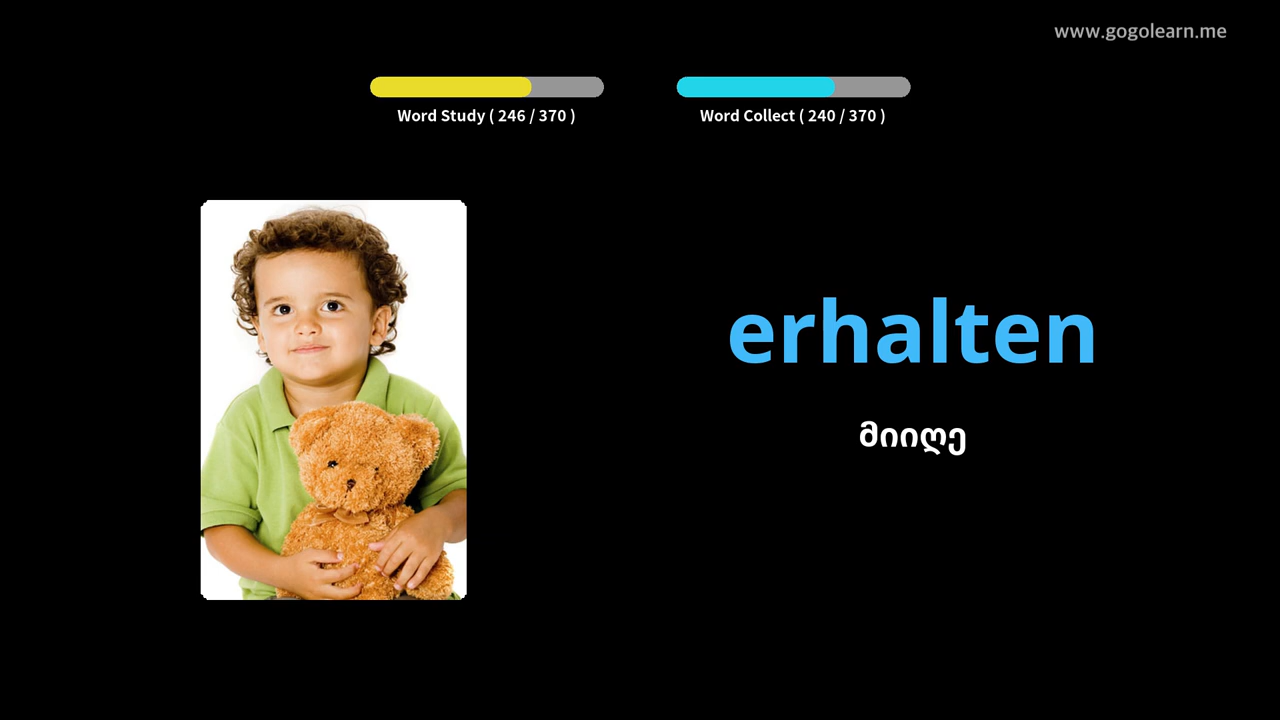 www.gogolearn.me
Word Study ( 246 / 370 )
Word Collect ( 240 / 370 )
erhalten
მიიღე